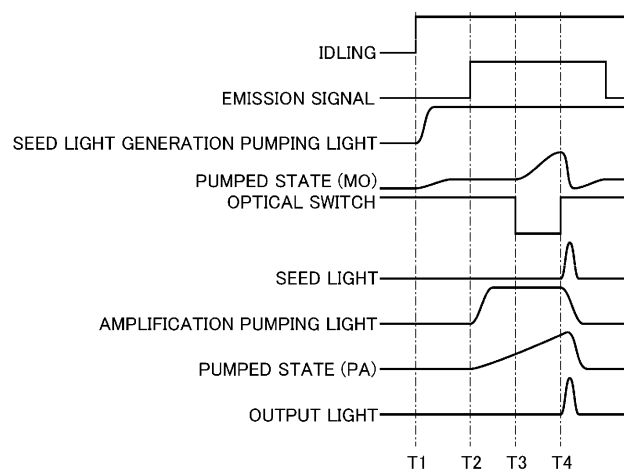 IDLING
EMISSION SIGNAL
SEED LIGHT GENERATION PUMPING LIGHT
PUMPED STATE (MO)
OPTICAL SWITCH
SEED LIGHT
AMPLIFICATION PUMPING LIGHT
PUMPED STATE (PA)
OUTPUT LIGHT
T1 T2 T3 T4